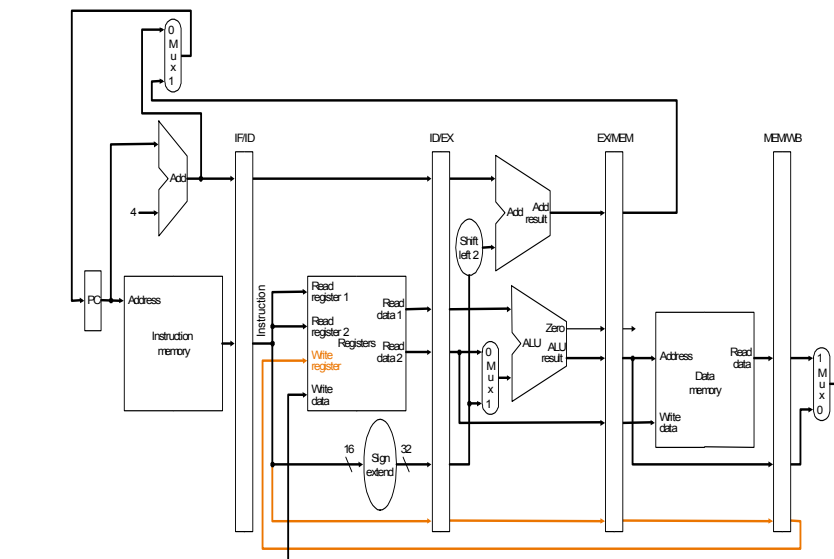 0
M
u
x
1
IF/ID
ID/EX
EX/MEM
MEM/WB
Add
4
Add
Add
result
Shift
left 2
PC
Address
Instruction
memory
Instruction
Read
register 1
Read
register 2
Write
register
Write
data
Registers
Read
data 1
Read
data 2
0
M
u
x
1
Zero
ALU
ALU
result
Address
Read
data
Data
memory
Write
data
1
M
u
x
0
16
Sign
extend
32